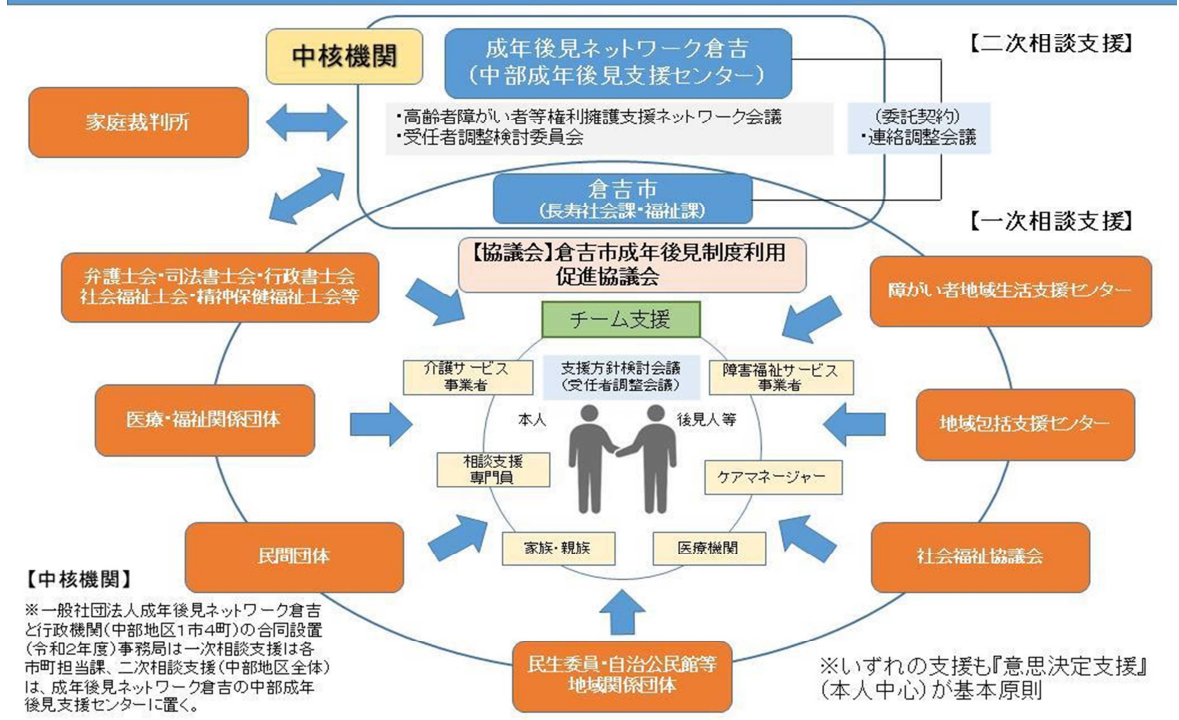 中核機関
成年後見ネットワーク倉吉
(中部成年後見支援センター)
【二次相談支援】
家庭裁判所
・高齢者障がい者等権利擁護支援ネットワーク会議
・受任者調整検討委員会
(委託契約)
・連絡調整会議
倉吉市
(長寿社会課・福祉課)
【一次相談支援】
【協議会】倉吉市成年後見制度利用
促進協議会
弁護士会・司法書士会・行政書士会
社会福祉士会・精神保健福祉士会等
障がい者地域生活支援センター
チーム支援
介護サービス
事業者
支援方針検討会議
(受任者調整会議)
障害福祉サービス
事業者
医療・福祉関係団体
本人
後見人等
地域包括支援センター
相談支援
専門員
ケアマネージャー
民間団体
家族・親族
医療機関
社会福祉協議会
【中核機関】
※一般社団法人成年後見ネットワーク倉吉
と行政機関(中部地区1市4町)の合同設置
(令和2年度)事務局は一次相談支援は各
市町担当課、二次相談支援(中部地区全体)
は、成年後見ネットワーク倉吉の中部成年
後見支援センターに置く。
民生委員・自治公民館等
地域関係団体
※いずれの支援も『意思決定支援』
(本人中心)が基本原則